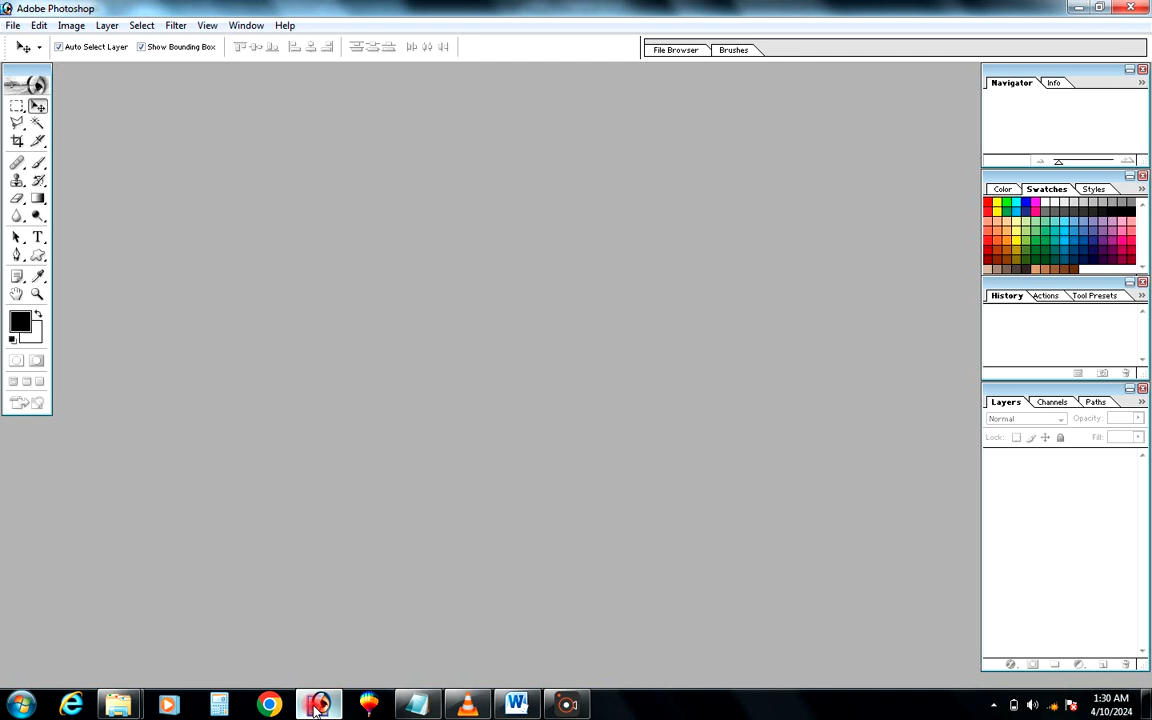 Adobe Photoshop
File Edit Image Layer Select Filter View Window Help
Auto Select Layer Show Bounding Box File Browser Brushes
Navigator Info
Color Swatches Styles
History Actions Tool Presets
Layers Channels Paths
Normal Opacity:
Lock: Fill:
1:30 AM
4/10/2024